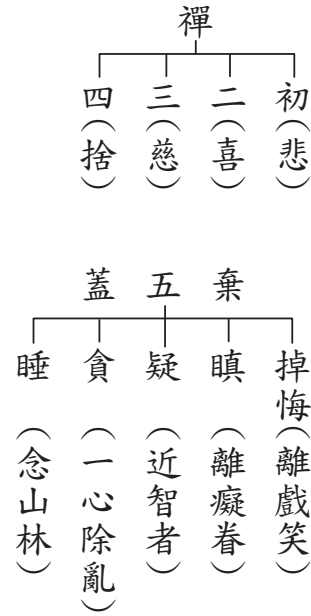 禪
初（悲）
二（喜）
三（慈）
四（捨）
棄五蓋
掉悔（離戲笑）
瞋（離癡眷）
疑（近智者）
貪（一心除亂）
睡（念山林）